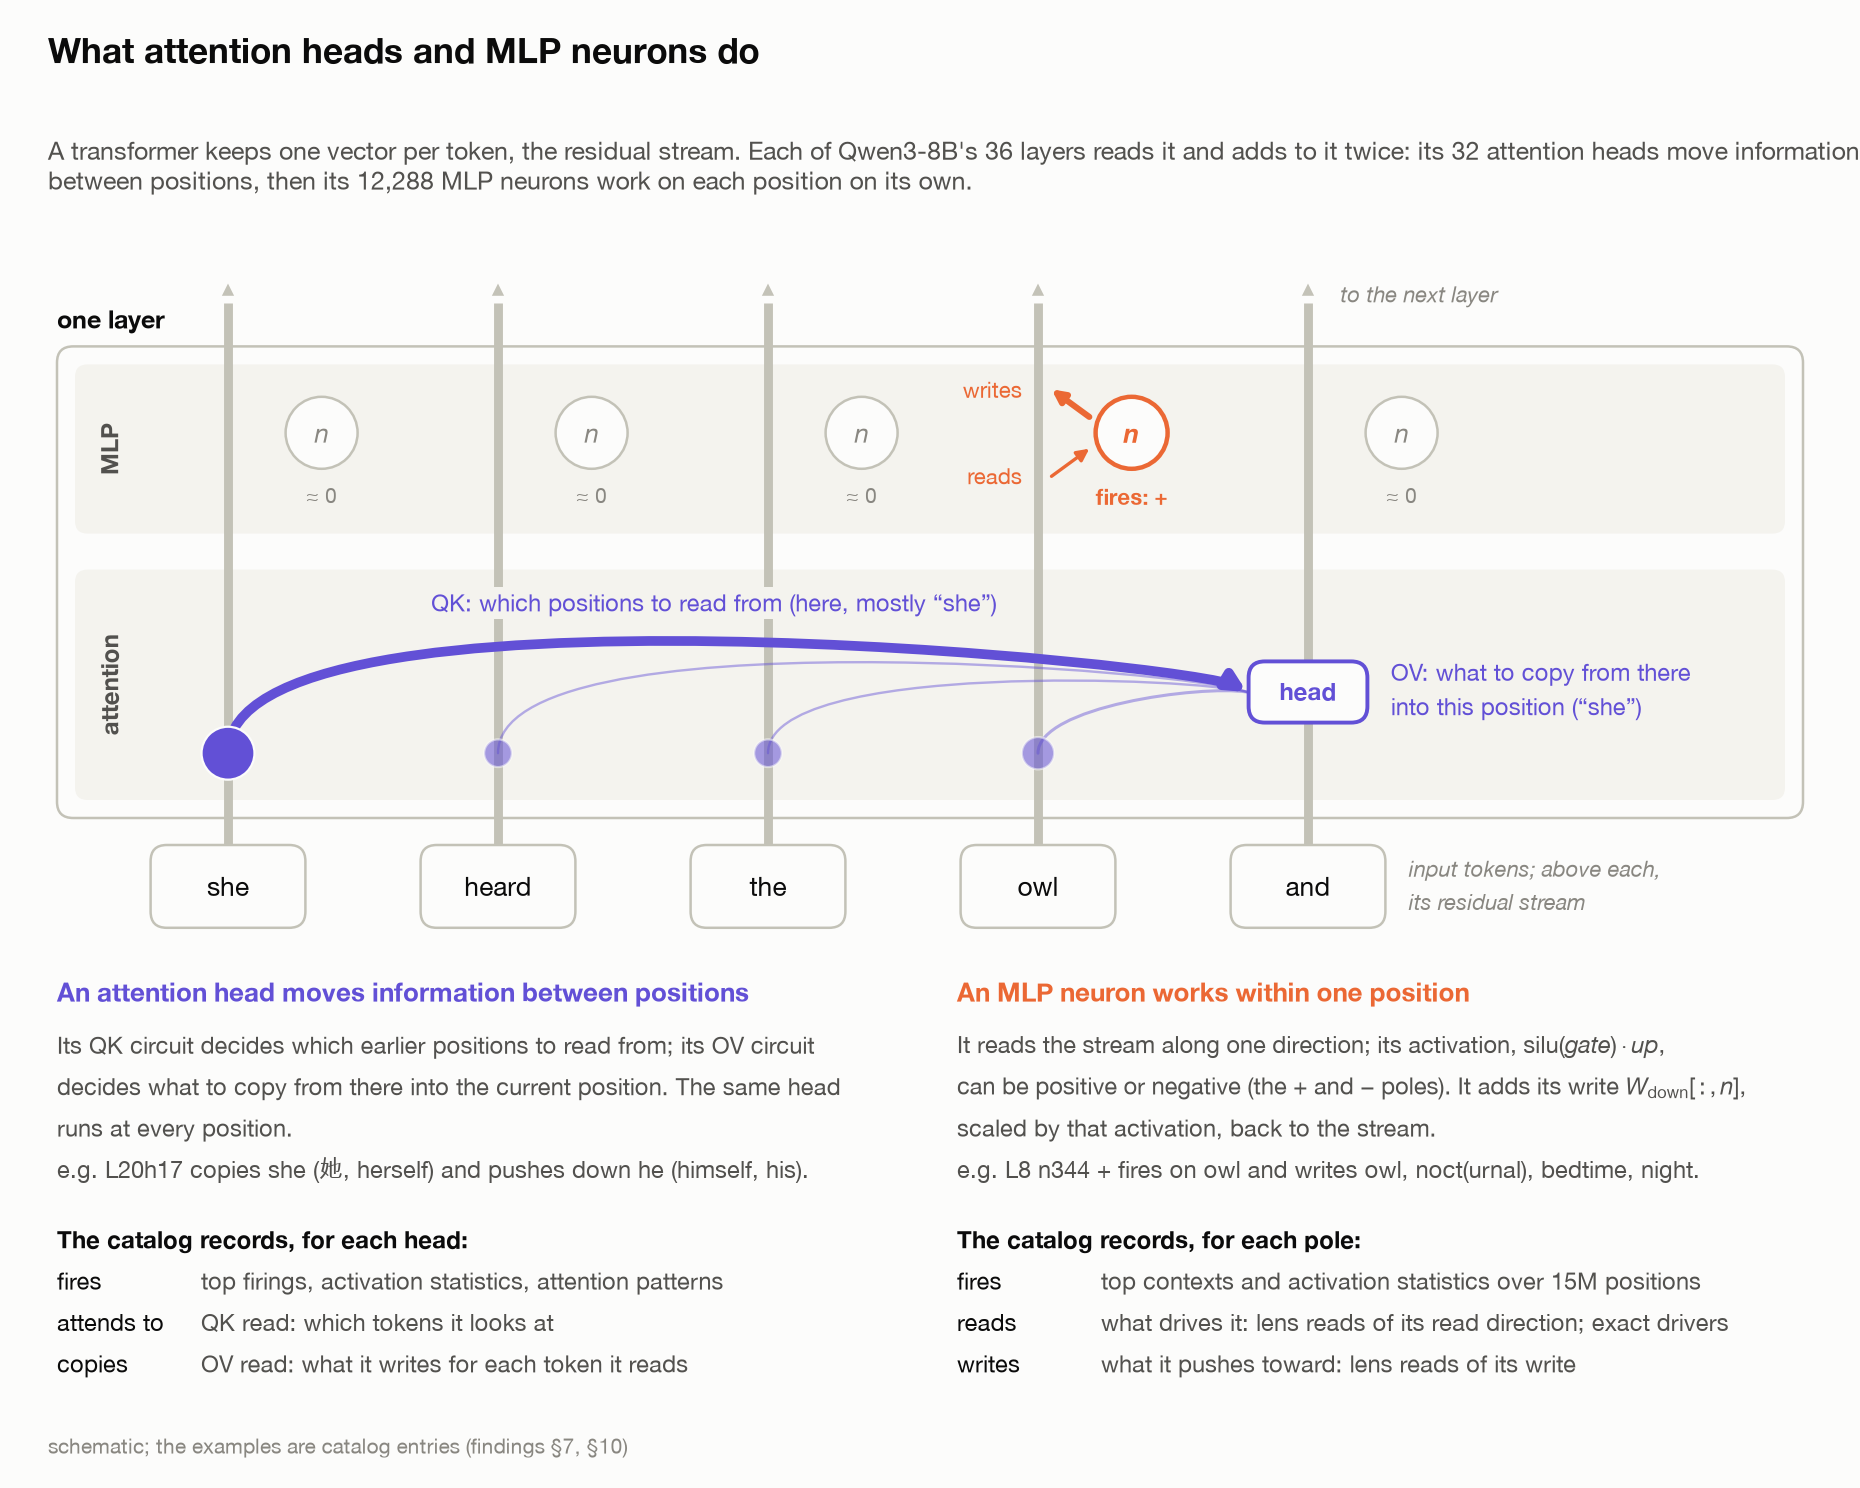 What attention heads and MLP neurons do
A transformer keeps one vector per token, the residual stream. Each of Qwen3-8B's 36 layers reads it and adds to it twice: its 32 attention heads move information
between positions, then its 12,288 MLP neurons work on each position on its own.
to the next layer
one layer
MLP
n
≈ 0
n
≈ 0
n
≈ 0
writes
reads
n
fires: +
n
≈ 0
attention
QK: which positions to read from (here, mostly “she”)
head
OV: what to copy from there
into this position (“she”)
she
heard
the
owl
and
input tokens; above each,
its residual stream
An attention head moves information between positions
Its QK circuit decides which earlier positions to read from; its OV circuit
decides what to copy from there into the current position. The same head
runs at every position.
e.g. L20h17 copies she (她, herself) and pushes down he (himself, his).
The catalog records, for each head:
fires top firings, activation statistics, attention patterns
attends to QK read: which tokens it looks at
copies OV read: what it writes for each token it reads
An MLP neuron works within one position
It reads the stream along one direction; its activation, silu(gate) · up,
can be positive or negative (the + and − poles). It adds its write Wdown[:, n],
scaled by that activation, back to the stream.
e.g. L8 n344 + fires on owl and writes owl, noct(urnal), bedtime, night.
The catalog records, for each pole:
fires top contexts and activation statistics over 15M positions
reads what drives it: lens reads of its read direction; exact drivers
writes what it pushes toward: lens reads of its write
schematic; the examples are catalog entries (findings §7, §10)